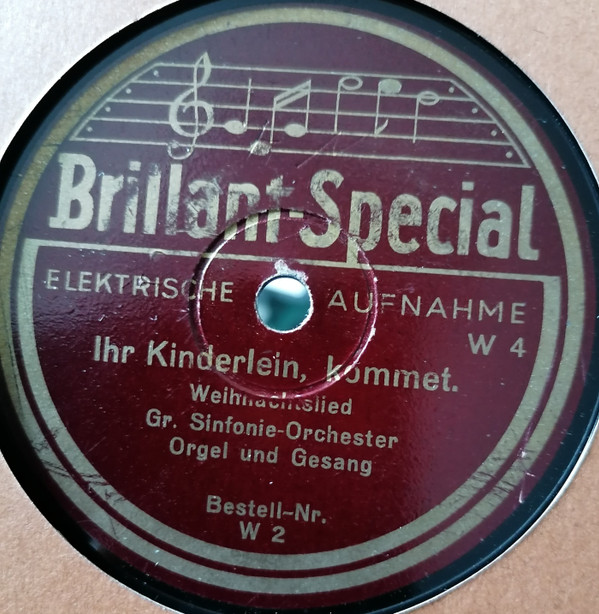 Brillant-Special
ELEKTRISCHE AUFNAHME
W 4
Ihr Kinderlein, kommet.
Weihnachtslied
Gr. Sinfonie-Orchester
Orgel und Gesang
Bestell-Nr.
W 2